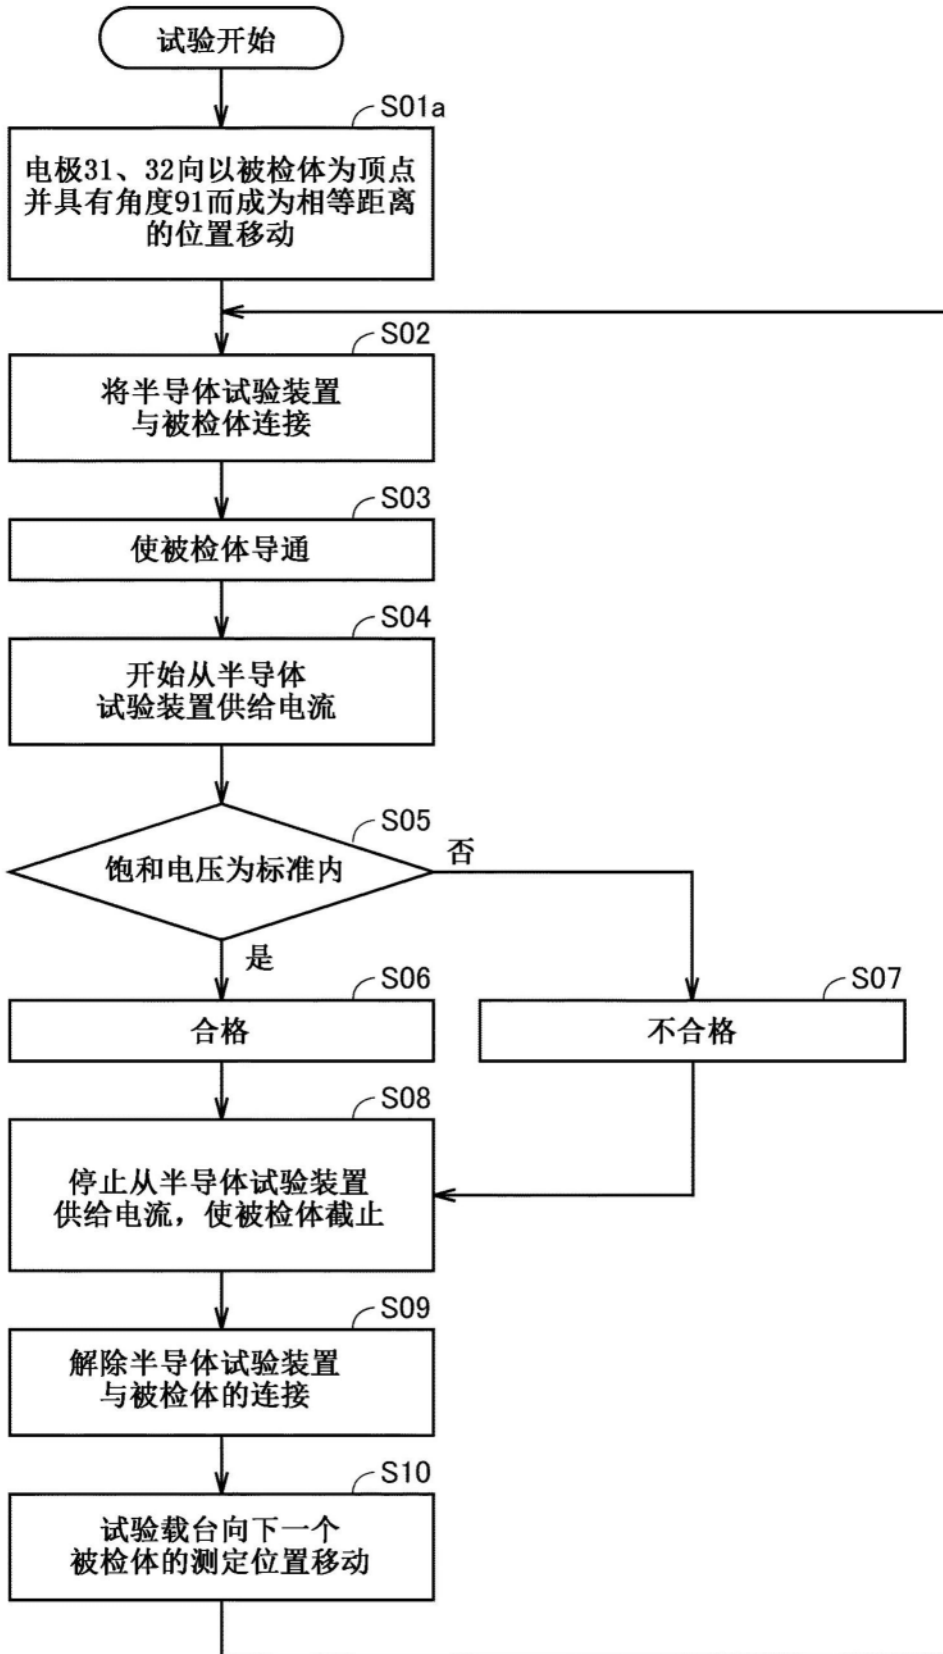 试验开始
S01a
电极31、32向以被检体为顶点
并具有角度91而成为相等距离
的位置移动
S02
将半导体试验装置
与被检体连接
S03
使被检体导通
S04
开始从半导体
试验装置供给电流
S05
饱和电压为标准内
否
是
S06
合格
S07
不合格
S08
停止从半导体试验装置
供给电流，使被检体截止
S09
解除半导体试验装置
与被检体的连接
S10
试验载台向下一个
被检体的测定位置移动